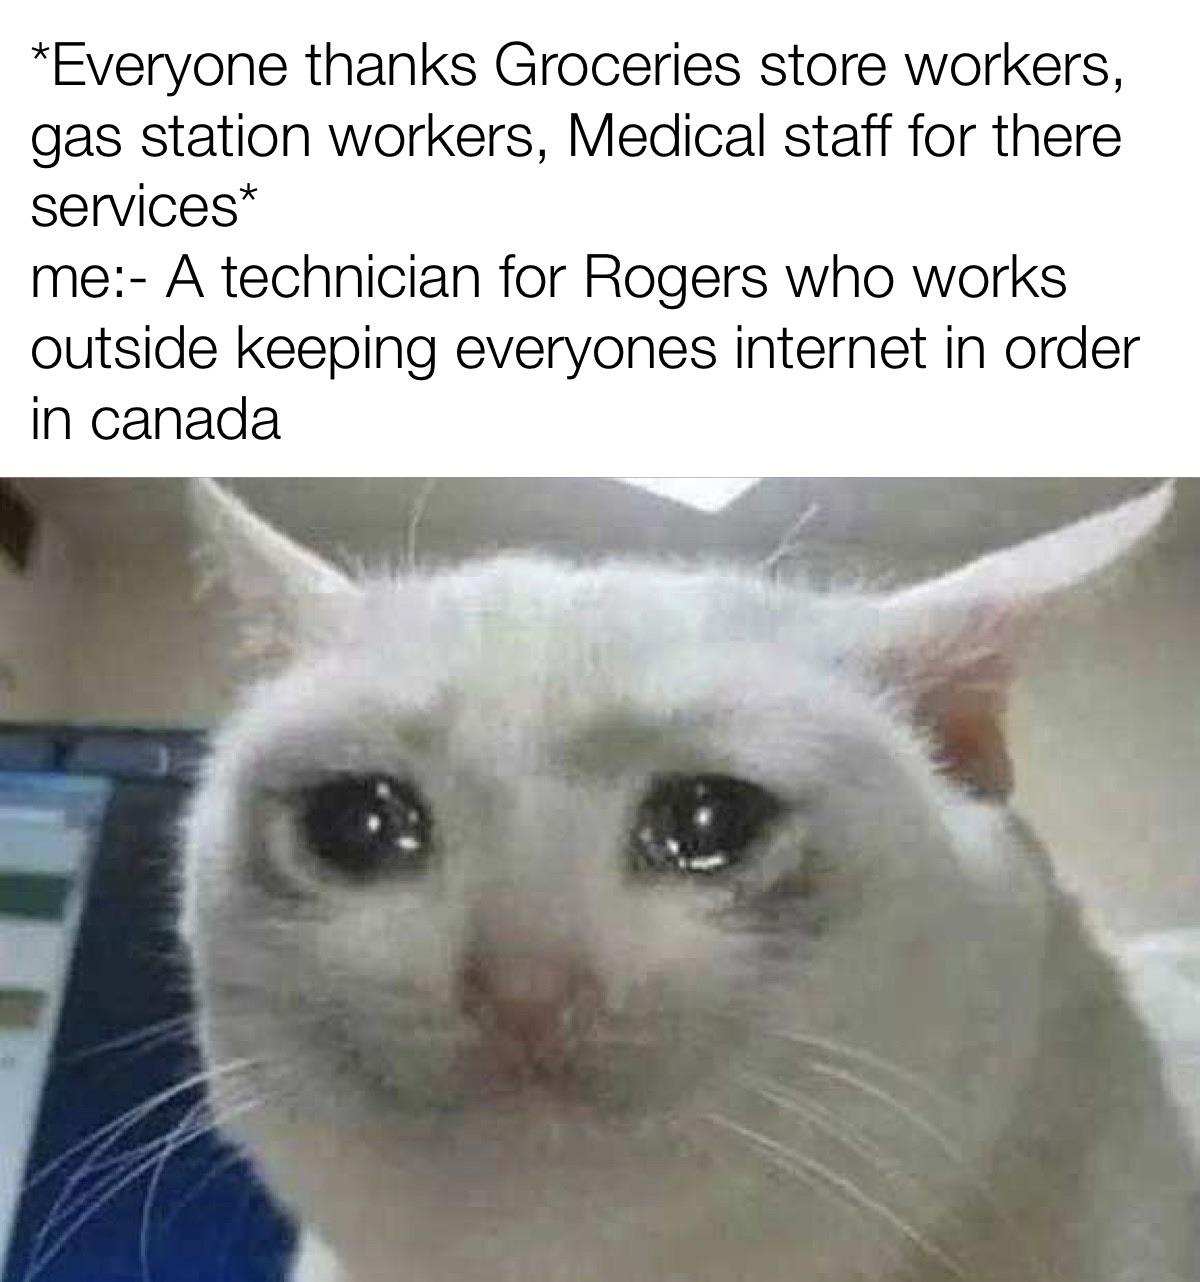 *Everyone thanks Groceries store workers,
gas station workers, Medical staff for there
services*
me:- A technician for Rogers who works
outside keeping everyones internet in order
in canada